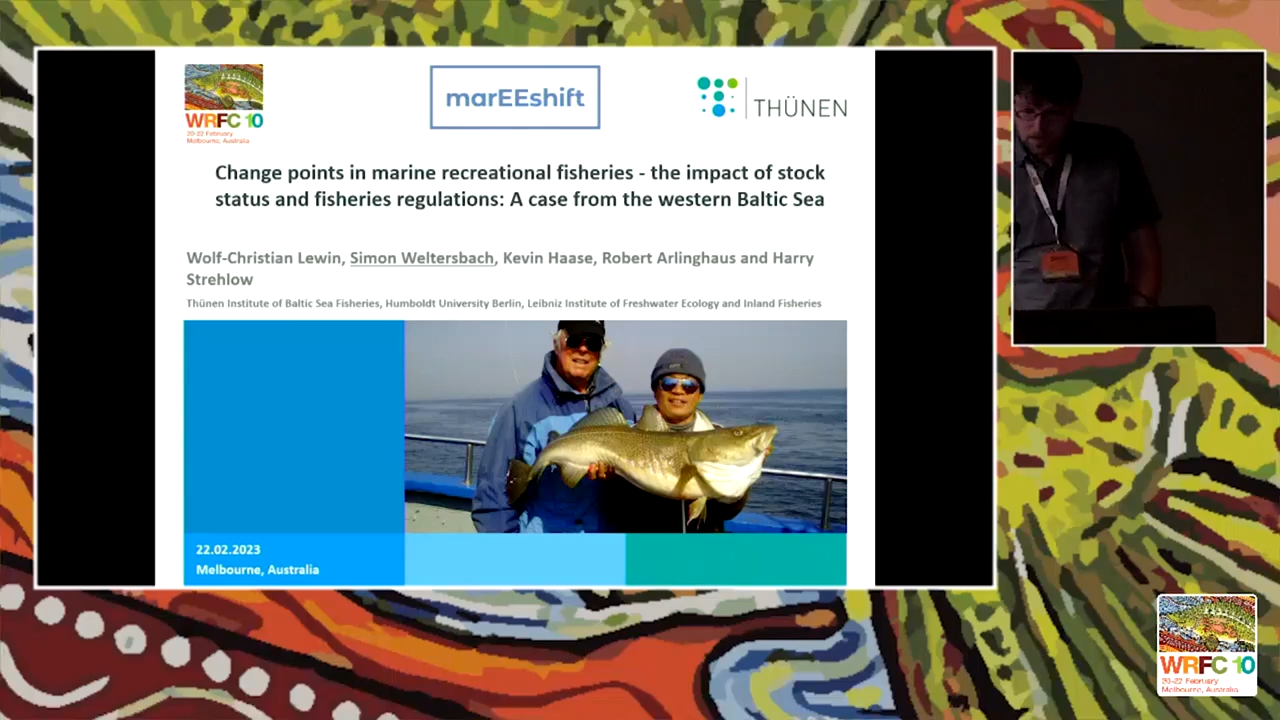 WRFC 10
20-22 February
Melbourne, Australia
marEEshift
THÜNEN
Change points in marine recreational fisheries - the impact of stock
status and fisheries regulations: A case from the western Baltic Sea
Wolf-Christian Lewin, Simon Weltersbach, Kevin Haase, Robert Arlinghaus and Harry
Strehlow
Thünen Institute of Baltic Sea Fisheries, Humboldt University Berlin, Leibniz Institute of Freshwater Ecology and Inland Fisheries
22.02.2023
Melbourne, Australia
WRFC 10
20-22 February
Melbourne, Australia